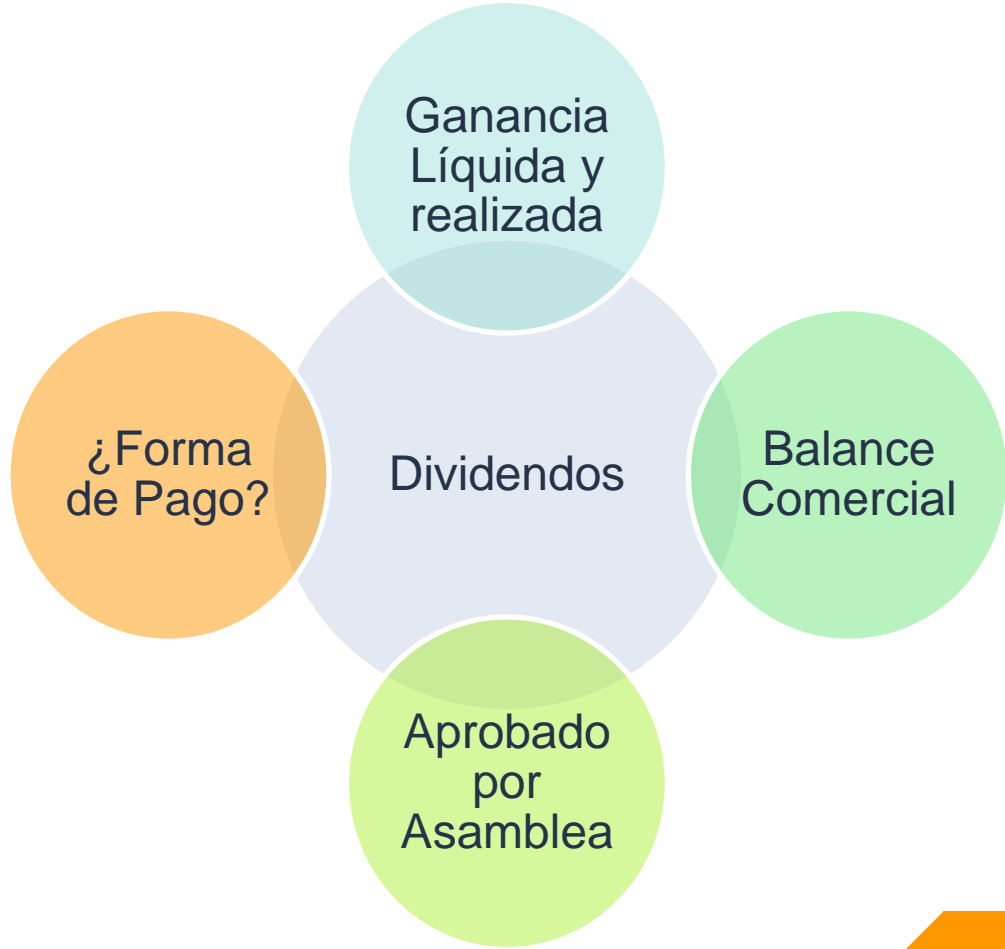 Ganancia
Líquida y
realizada
¿Forma
de Pago?
Dividendos
Balance
Comercial
Aprobado
por
Asamblea